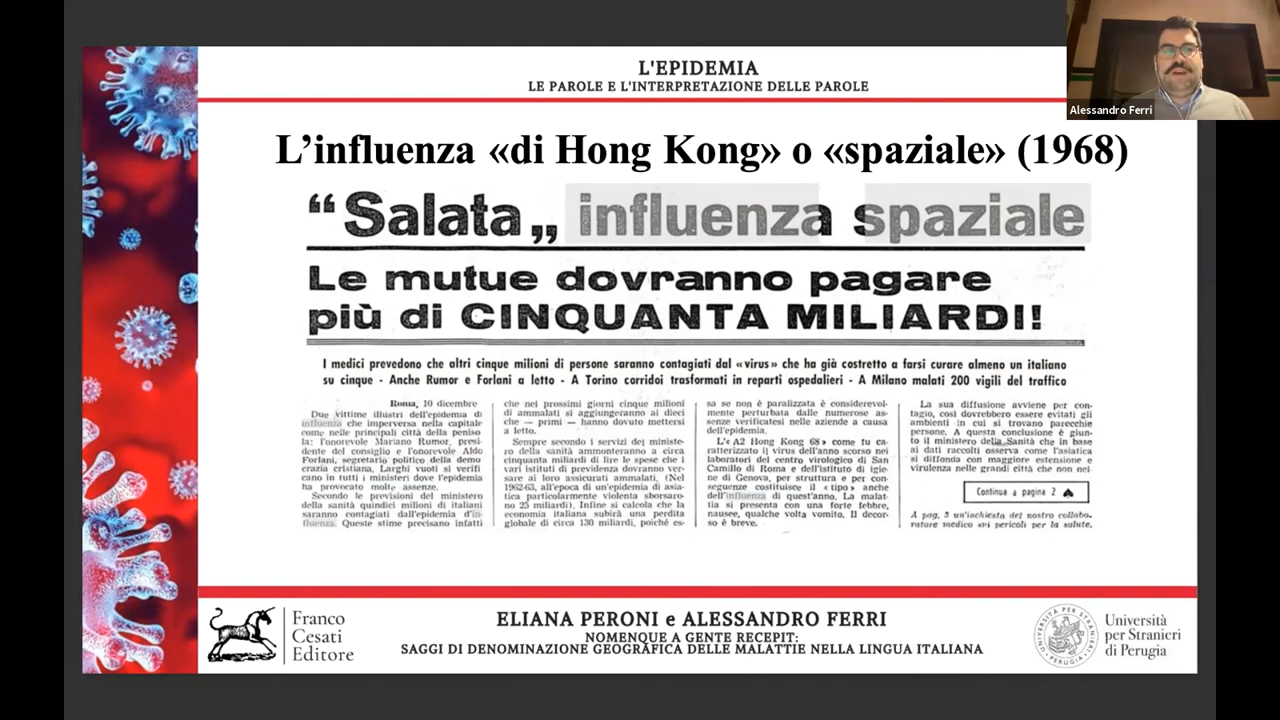 L'EPIDEMIA
LE PAROLE E L'INTERPRETAZIONE DELLE PAROLE
Alessandro Ferri
L'influenza «di Hong Kong» o «spaziale» (1968)
“Salata„ influenza spaziale
Le mutue dovranno pagare
più di CINQUANTA MILIARDI!
I medici prevedono che altri cinque milioni di persone saranno contagiati dal «virus» che ha già costretto a farsi curare almeno un italiano
su cinque - Anche Rumor e Forlani a letto - A Torino corridoi trasformati in reparti ospedalieri - A Milano malati 200 vigili del traffico
Roma, 10 dicembre
Due vittime illustri dell'epidemia di
influenza che imperversa nella capitale
come nelle principali città della peniso
la: l'onorevole Mariano Rumor, presi-
dente del consiglio e l'onorevole Aldo
Forlani, segretario politico della demo
crazia cristiana. Larghi vuoti si verifi
cano in tutti i ministeri dove l'epidemia
ha provocato molte assenze.
Secondo le previsioni del ministero
della sanità quindici milioni di italiani
saranno contagiati dall'epidemia d'in-
fluenza. Queste stime precisano infatti
che nei prossimi giorni cinque milioni
di ammalati si aggiungeranno ai dieci
che — primi — hanno dovuto mettersi
a letto.
Sempre secondo i servizi del ministe-
ro della sanità ammonteranno a circa
cinquanta miliardi di lire le spese che i
vari istituti di previdenza dovranno ver-
sare ai loro assicurati ammalati, (Nel
1962-63, all'epoca di un'epidemia di asia-
tica particolarmente violenta sborsaro-
no 25 miliardi). Infine si calcola che la
economia italiana subirà una perdita
globale di circa 130 miliardi, poiché es-
sa se non è paralizzata è considerevol-
mente perturbata dalle numerose as-
senze verificatesi nelle aziende a causa
dell'epidemia.
L'« A2 Hong Kong 68 » come tu ca-
ratterizzato il virus dell'anno scorso nei
laboratori del centro virologico di San
Camillo di Roma e dell'istituto di igie-
ne di Genova, per struttura e per con-
seguenze costituisce il « tipo » anche
dell'influenza di quest'anno. La malat-
tia si presenta con una forte febbre,
nausee, qualche volta vomito. Il decor-
so è breve.
La sua diffusione avviene per con-
tagio, così dovrebbero essere evitati gli
ambienti in cui si trovano parecchie
persone. A questa conclusione è giun-
to il ministero della Sanità che in base
ai dati raccolti osserva come l'asiatica
si diffonda con maggiore estensione e
virulenza nelle grandi città che non nel-
Continua a pagina 2
A pag. 5 un'inchiesta del nostro collabo-
ratore medico sui pericoli per la salute.
Franco
Cesati
Editore
ELIANA PERONI e ALESSANDRO FERRI
NOMENQUE A GENTE RECEPIT:
SAGGI DI DENOMINAZIONE GEOGRAFICA DELLE MALATTIE NELLA LINGUA ITALIANA
UNIVERSITÀ PER STRANIERI
PERUGIA
Università
per Stranieri
di Perugia